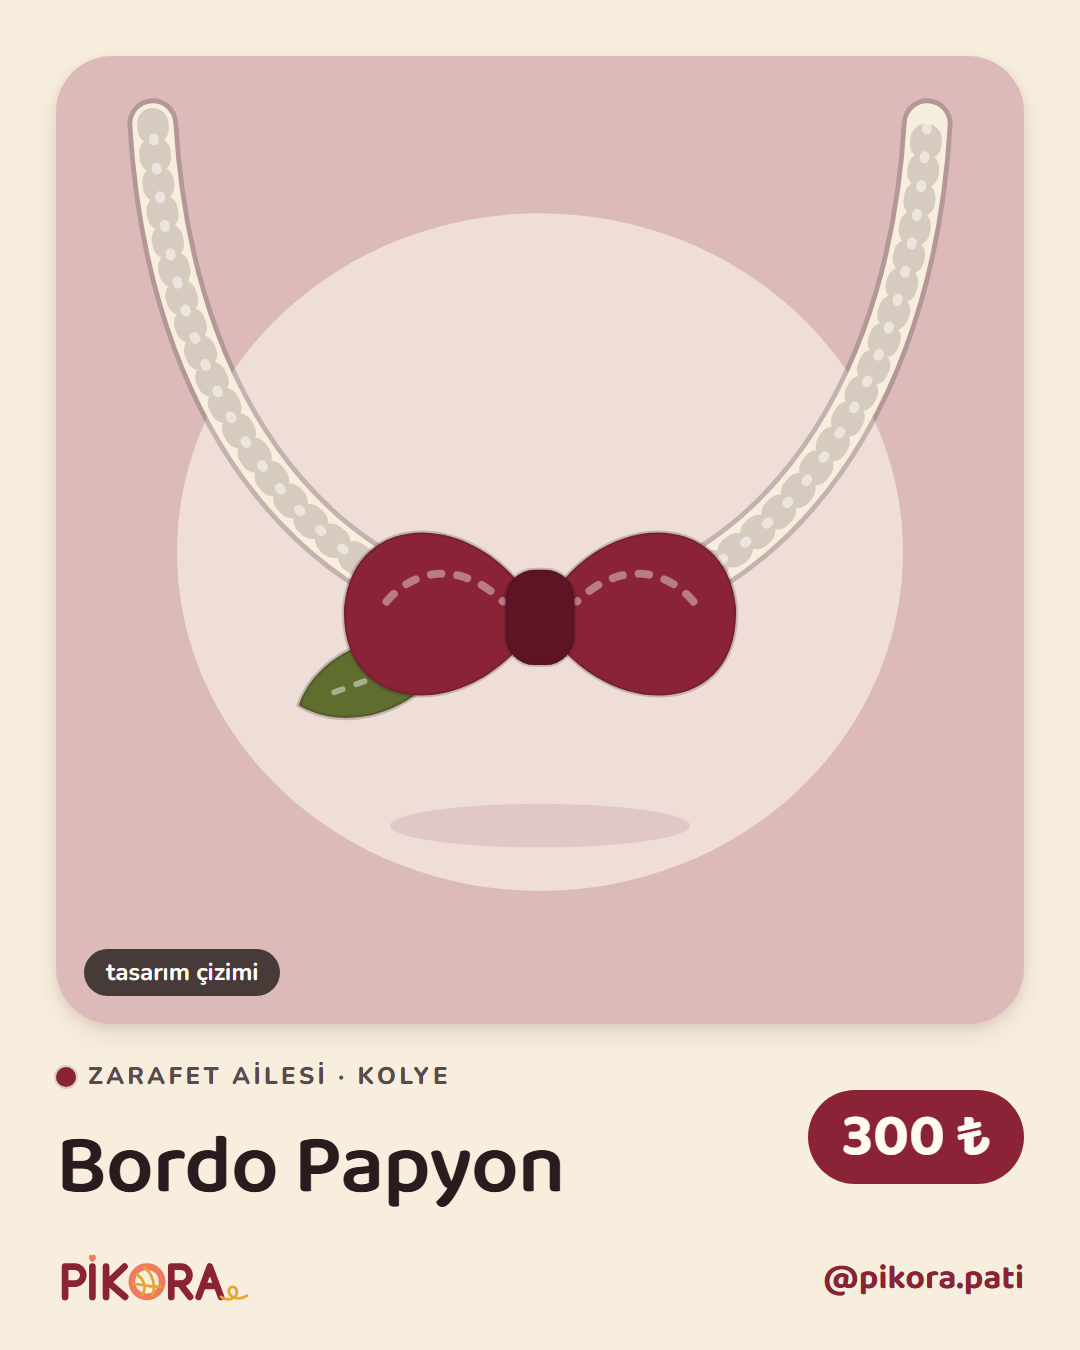 tasarım çizimi
ZARAFET AİLESİ · KOLYE
Bordo Papyon
300 ₺
PİKORA
@pikora.pati